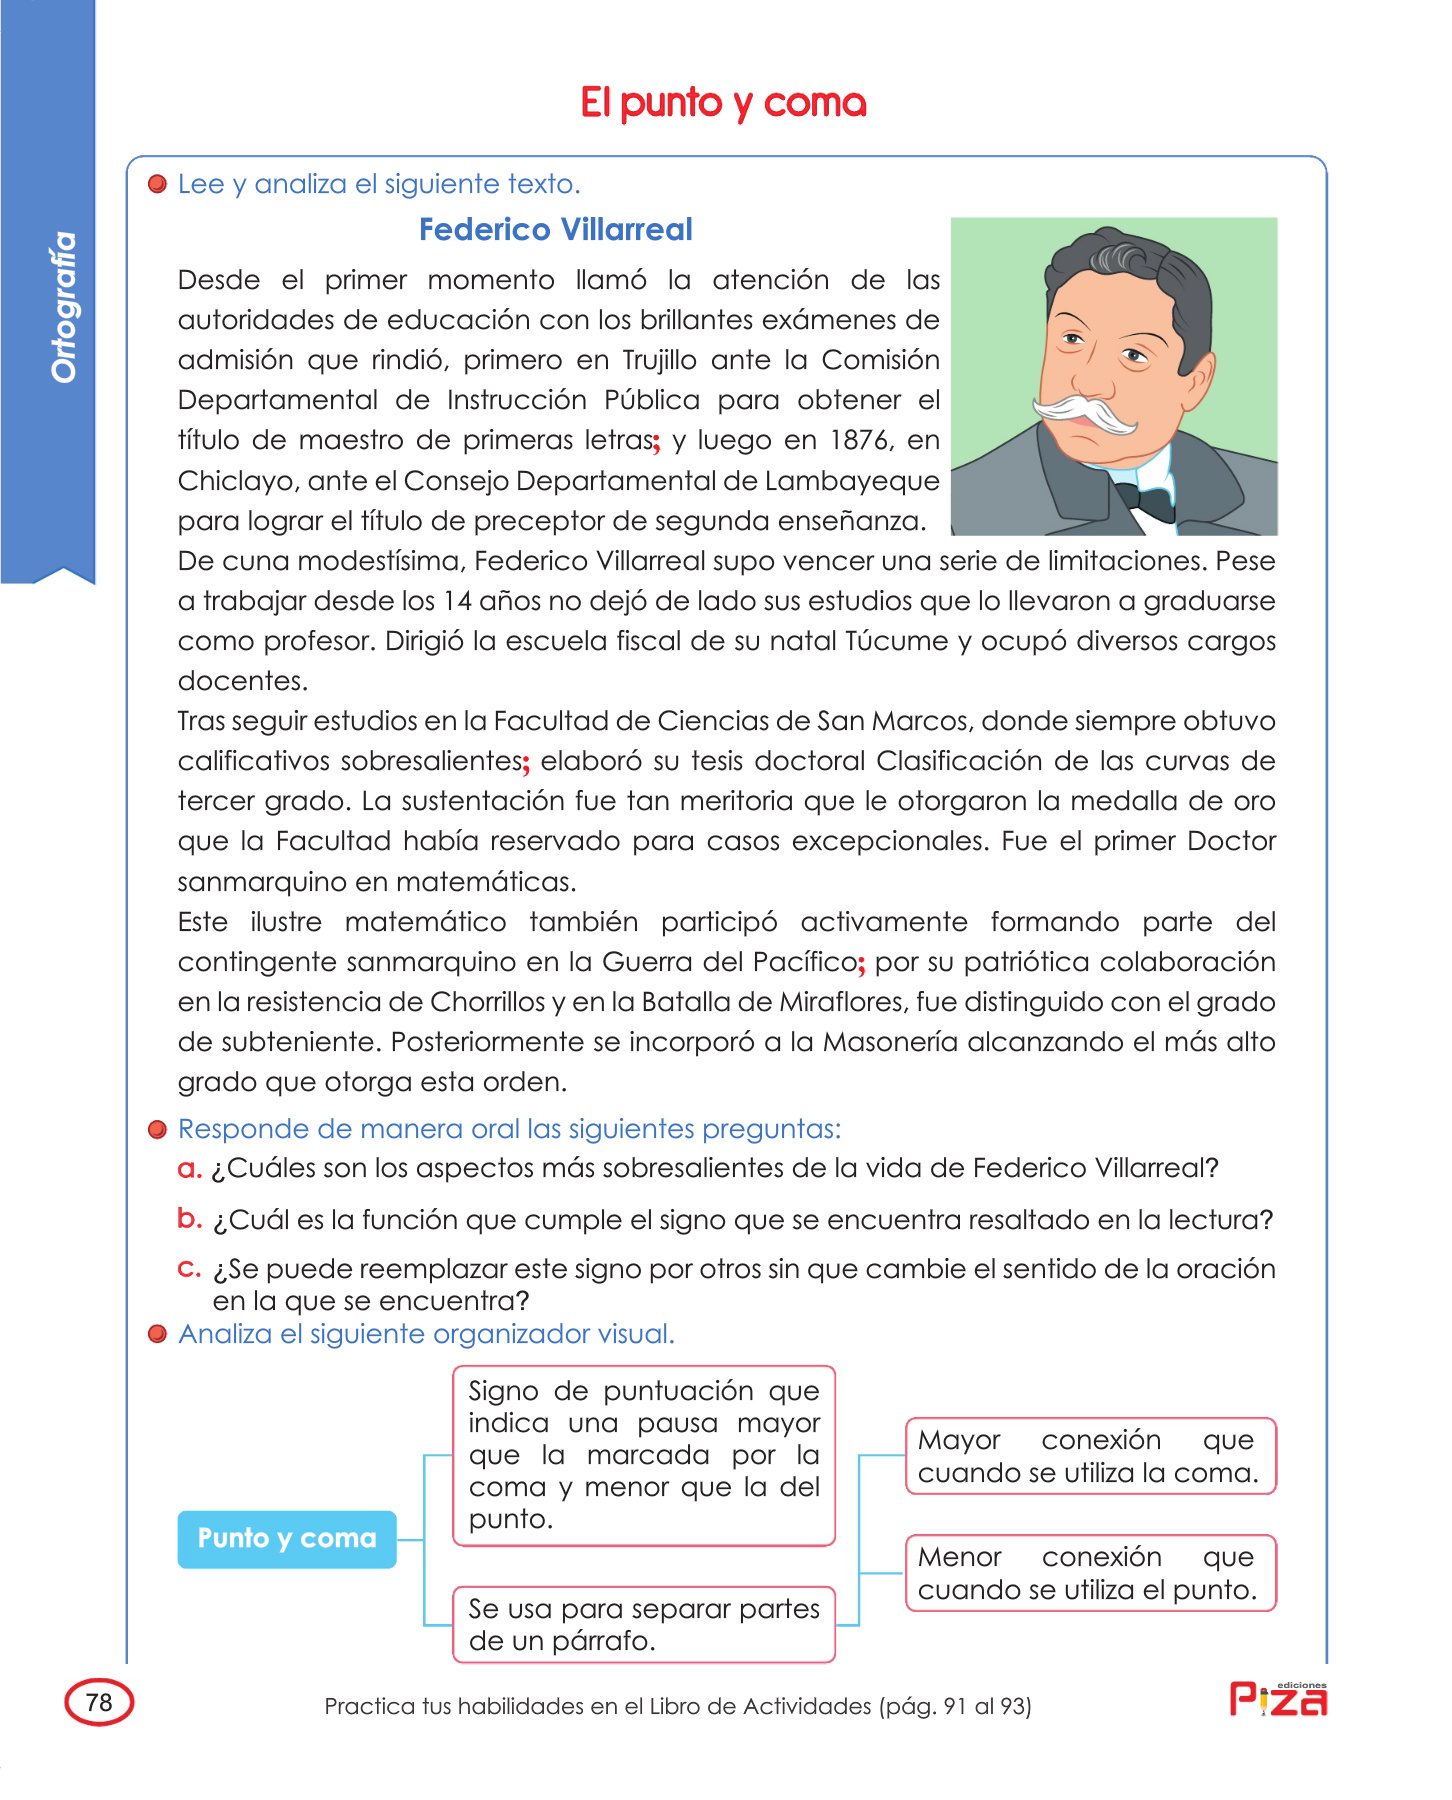 El punto y coma
Ortografía
Lee y analiza el siguiente texto.
Federico Villarreal
Desde el primer momento llamó la atención de las
autoridades de educación con los brillantes exámenes de
admisión que rindió, primero en Trujillo ante la Comisión
Departamental de Instrucción Pública para obtener el
título de maestro de primeras letras; y luego en 1876, en
Chiclayo, ante el Consejo Departamental de Lambayeque
para lograr el título de preceptor de segunda enseñanza.
De cuna modestísima, Federico Villarreal supo vencer una serie de limitaciones. Pese
a trabajar desde los 14 años no dejó de lado sus estudios que lo llevaron a graduarse
como profesor. Dirigió la escuela fiscal de su natal Túcume y ocupó diversos cargos
docentes.
Tras seguir estudios en la Facultad de Ciencias de San Marcos, donde siempre obtuvo
calificativos sobresalientes; elaboró su tesis doctoral Clasificación de las curvas de
tercer grado. La sustentación fue tan meritoria que le otorgaron la medalla de oro
que la Facultad había reservado para casos excepcionales. Fue el primer Doctor
sanmarquino en matemáticas.
Este ilustre matemático también participó activamente formando parte del
contingente sanmarquino en la Guerra del Pacífico; por su patriótica colaboración
en la resistencia de Chorrillos y en la Batalla de Miraflores, fue distinguido con el grado
de subteniente. Posteriormente se incorporó a la Masonería alcanzando el más alto
grado que otorga esta orden.
Responde de manera oral las siguientes preguntas:
a. ¿Cuáles son los aspectos más sobresalientes de la vida de Federico Villarreal?
b. ¿Cuál es la función que cumple el signo que se encuentra resaltado en la lectura?
c. ¿Se puede reemplazar este signo por otros sin que cambie el sentido de la oración
en la que se encuentra?
Analiza el siguiente organizador visual.
Punto y coma
Signo de puntuación que
indica una pausa mayor
que la marcada por la
coma y menor que la del
punto.
Se usa para separar partes
de un párrafo.
Mayor conexión que
cuando se utiliza la coma.
Menor conexión que
cuando se utiliza el punto.
78
Practica tus habilidades en el Libro de Actividades (pág. 91 al 93)
ediciones
Piza